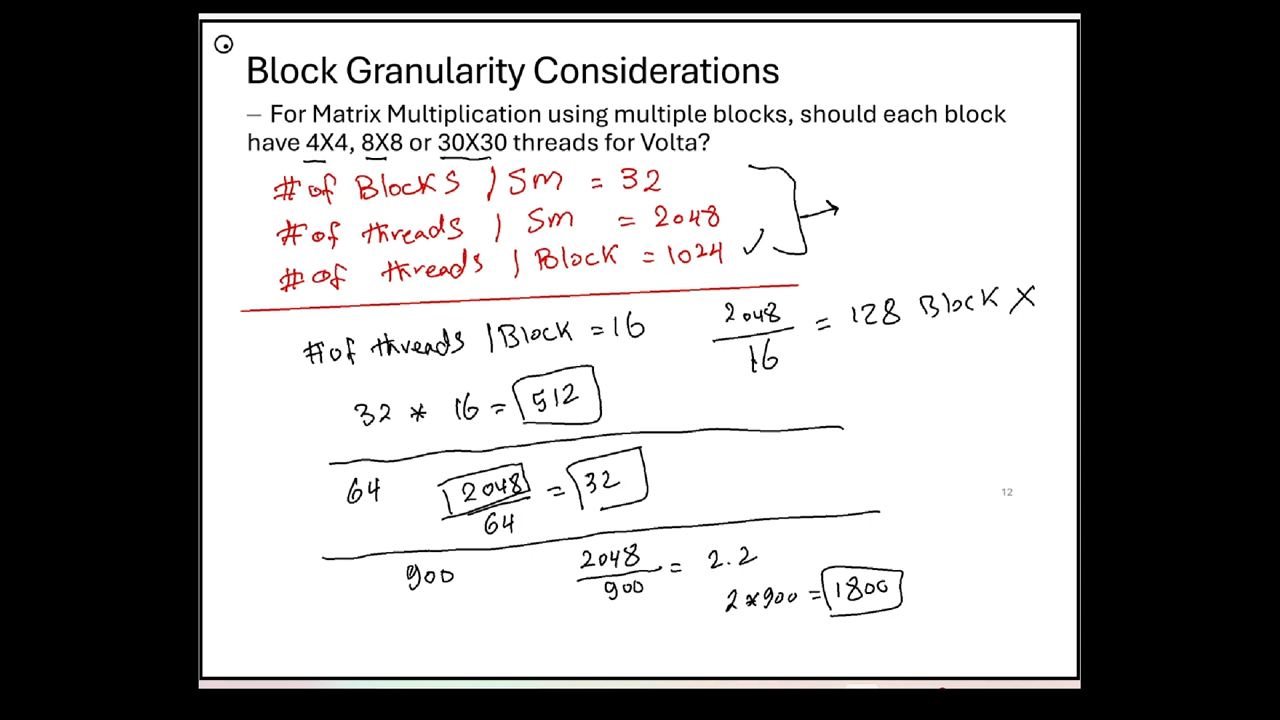 Block Granularity Considerations
– For Matrix Multiplication using multiple blocks, should each block
have 4X4, 8X8 or 30X30 threads for Volta?
# of Blocks / Sm = 32
# of threads / Sm = 2048
# of threads / Block = 1024 ✓
# of threads / Block = 16
2048 / 16 = 128 Block X
32 * 16 = 512
64 2048 / 64 = 32
12
900 2048 / 900 = 2.2
2 * 900 = 1800